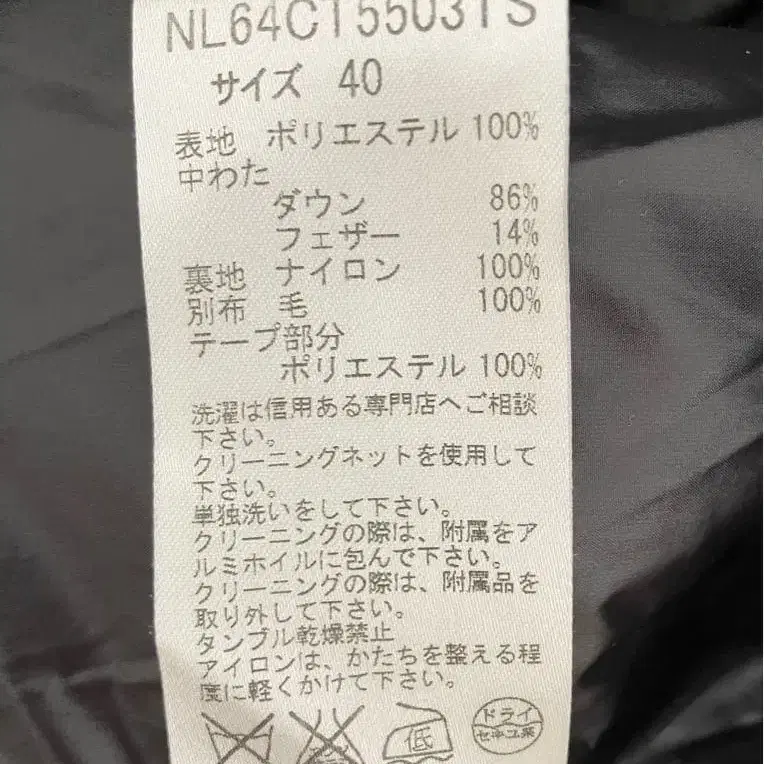 NL64C155031S
サイズ 40
表地 ポリエステル 100%
中わた
ダウン 86%
フェザー 14%
裏地 ナイロン 100%
別布 毛 100%
テープ部分
ポリエステル 100%
洗濯は信用ある専門店へご相談
下さい。
クリーニングネットを使用して
下さい。
単独洗いをして下さい。
クリーニングの際は、附属をア
ルミホイルに包んで下さい。
クリーニングの際は、附属品を
取り外して下さい。
タンブル乾燥禁止
アイロンは、かたちを整える程
度に軽くかけて下さい。
低
ドライ
セキユ系